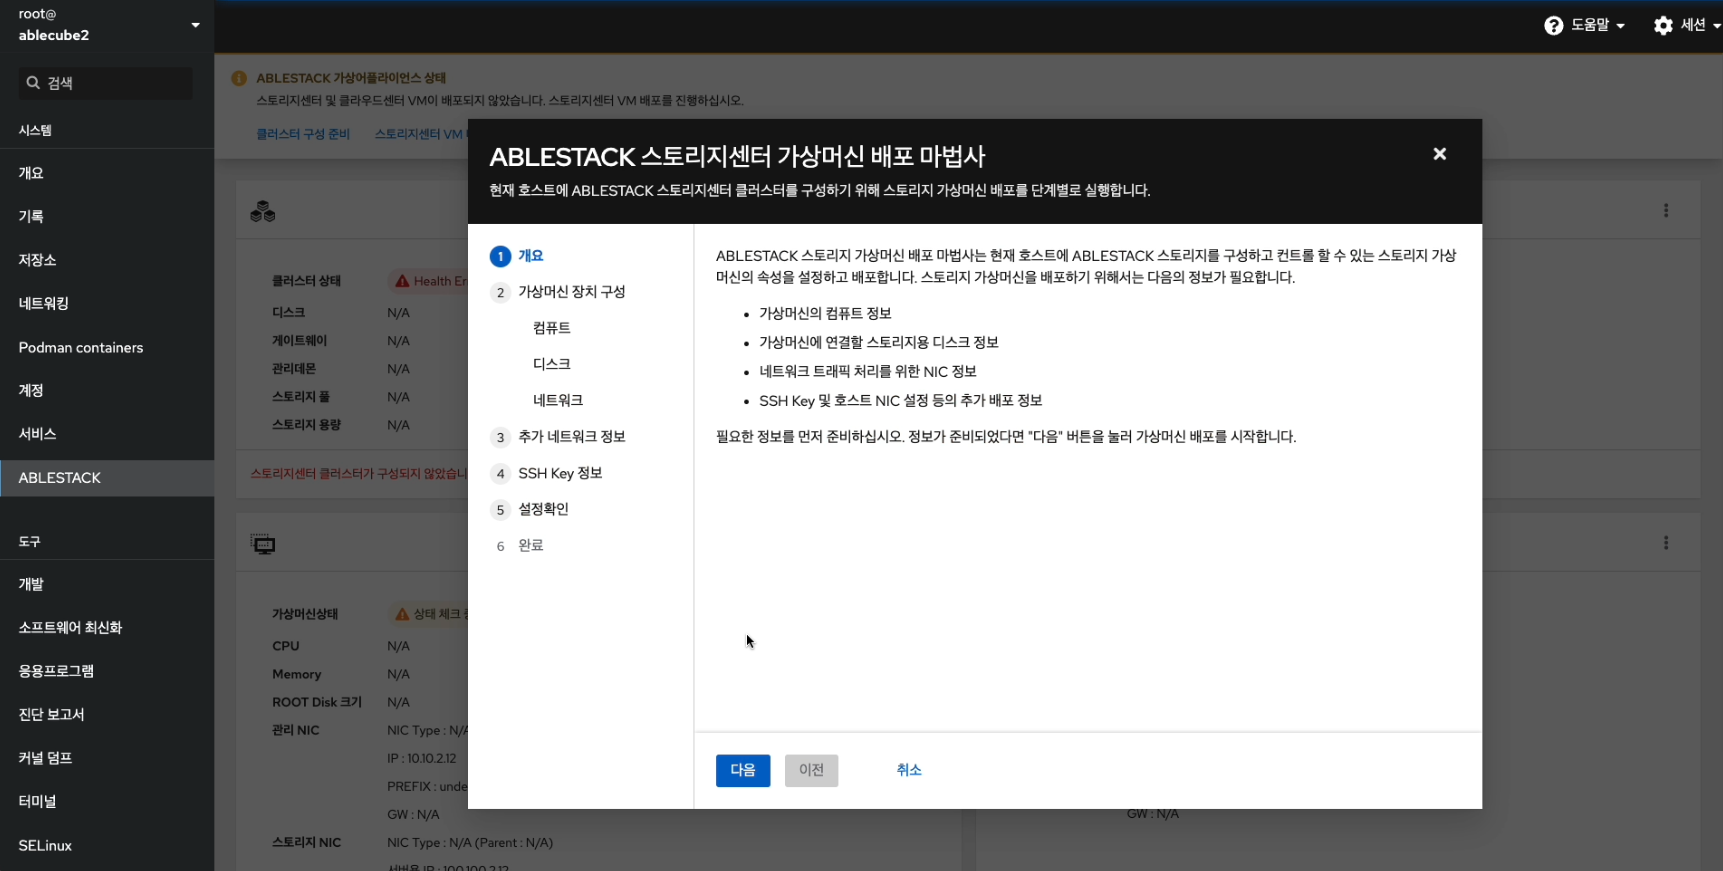 root@
ablecube2
도움말
세션
검색
시스템
개요
기록
저장소
네트워킹
Podman containers
계정
서비스
ABLESTACK
도구
개발
소프트웨어 최신화
응용프로그램
진단 보고서
커널 덤프
터미널
SELinux
ABLESTACK 가상어플라이언스 상태
스토리지센터 및 클라우드센터 VM이 배포되지 않았습니다. 스토리지센터 VM 배포를 진행하십시오.
클러스터 구성 준비
스토리지센터 VM
클러스터 상태
Health Er
디스크 N/A
게이트웨이 N/A
관리데몬 N/A
스토리지 풀 N/A
스토리지 용량 N/A
스토리지센터 클러스터가 구성되지 않았습니
가상머신상태
상태 체크
CPU N/A
Memory N/A
ROOT Disk 크기 N/A
관리 NIC NIC Type : N/A
IP : 10.10.2.12
PREFIX : unde
GW : N/A
스토리지 NIC NIC Type : N/A (Parent : N/A)
서버용 IP : 100.100.2.12
GW : N/A
ABLESTACK 스토리지센터 가상머신 배포 마법사
현재 호스트에 ABLESTACK 스토리지센터 클러스터를 구성하기 위해 스토리지 가상머신 배포를 단계별로 실행합니다.
1 개요
2 가상머신 장치 구성
컴퓨트
디스크
네트워크
3 추가 네트워크 정보
4 SSH Key 정보
5 설정확인
6 완료
ABLESTACK 스토리지 가상머신 배포 마법사는 현재 호스트에 ABLESTACK 스토리지를 구성하고 컨트롤 할 수 있는 스토리지 가상
머신의 속성을 설정하고 배포합니다. 스토리지 가상머신을 배포하기 위해서는 다음의 정보가 필요합니다.
• 가상머신의 컴퓨트 정보
• 가상머신에 연결할 스토리지용 디스크 정보
• 네트워크 트래픽 처리를 위한 NIC 정보
• SSH Key 및 호스트 NIC 설정 등의 추가 배포 정보
필요한 정보를 먼저 준비하십시오. 정보가 준비되었다면 "다음" 버튼을 눌러 가상머신 배포를 시작합니다.
다음
이전
취소